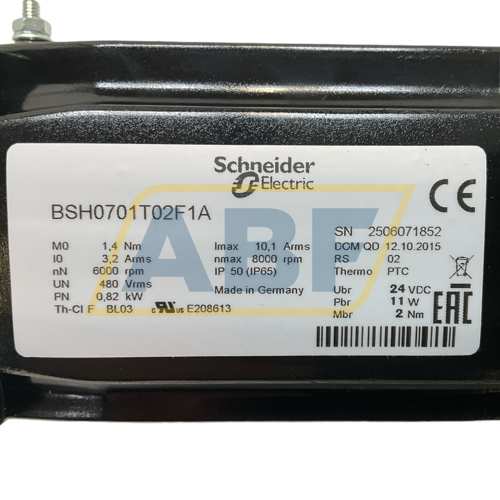 Schneider
Electric
CE
BSH0701T02F1A
SN 2506071852
M0 1,4 Nm Imax 10,1 Arms DOM QD 12.10.2015
I0 3,2 Arms nmax 8000 rpm RS 02
nN 6000 rpm IP 50 (IP65) Thermo PTC
UN 480 Vrms Made in Germany Ubr 24 VDC
PN 0,82 kW Pbr 11 W
Th-Cl F BL03 c RU us E208613 Mbr 2 Nm
EAC
ABF